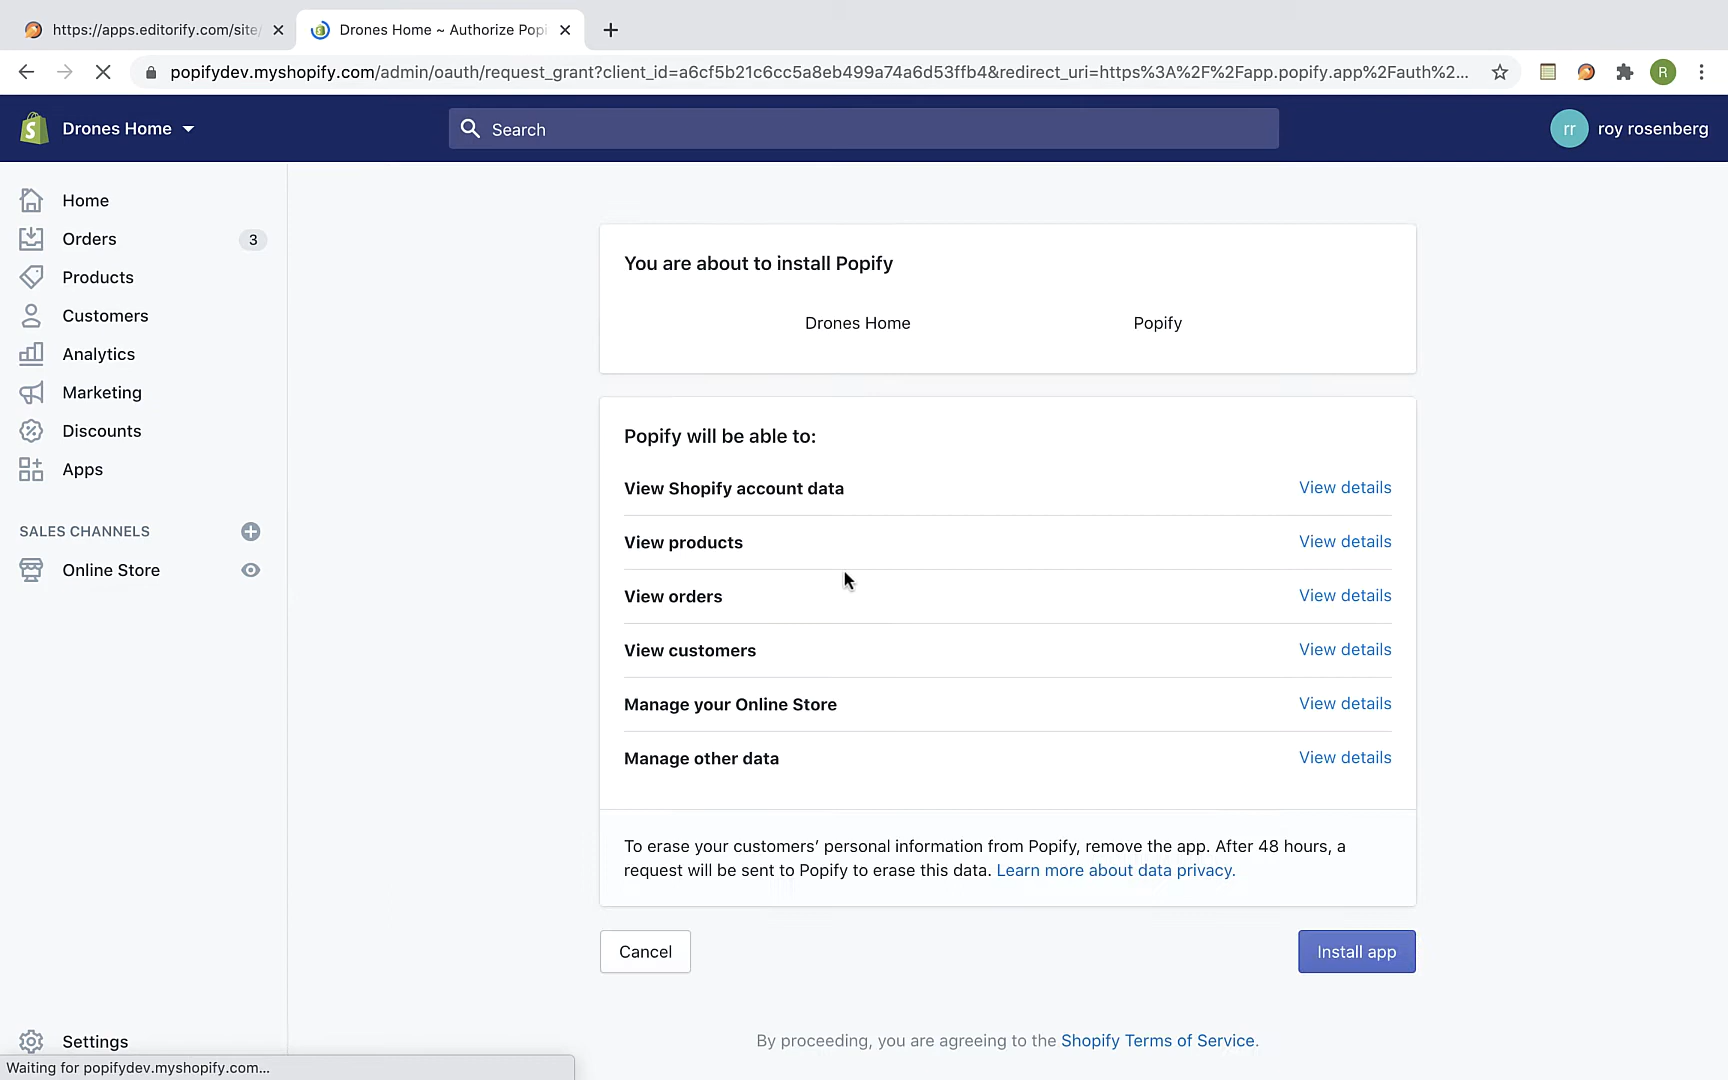 https://apps.editorify.com/site/
Drones Home ~ Authorize Popi
popifydev.myshopify.com/admin/oauth/request_grant?client_id=a6cf5b21c6cc5a8eb499a74a6d53ffb4&redirect_uri=https%3A%2F%2Fapp.popify.app%2Fauth%2...
R
Drones Home
Search
rr
roy rosenberg
Home
Orders
3
Products
Customers
Analytics
Marketing
Discounts
Apps
SALES CHANNELS
Online Store
Settings
Waiting for popifydev.myshopify.com...
You are about to install Popify
Drones Home
Popify
Popify will be able to:
View Shopify account data
View details
View products
View details
View orders
View details
View customers
View details
Manage your Online Store
View details
Manage other data
View details
To erase your customers’ personal information from Popify, remove the app. After 48 hours, a
request will be sent to Popify to erase this data. Learn more about data privacy.
Cancel
Install app
By proceeding, you are agreeing to the Shopify Terms of Service.